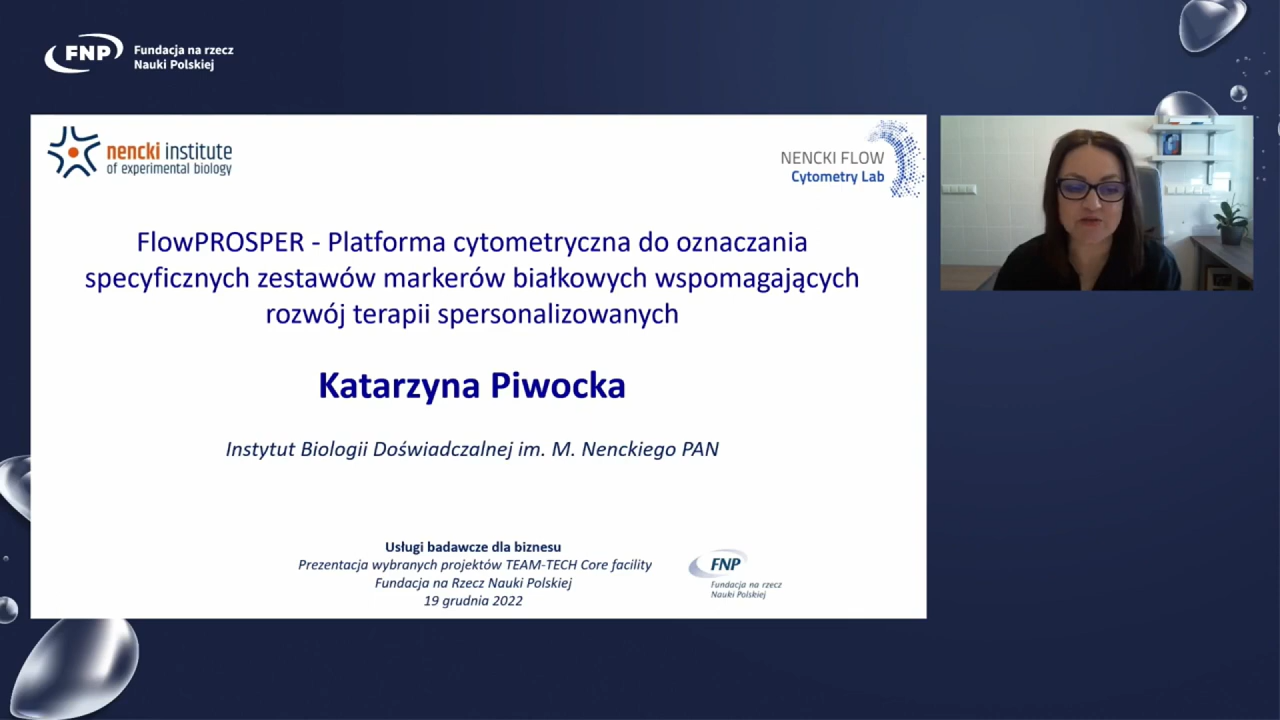 FNP
Fundacja na rzecz
Nauki Polskiej
nencki institute
of experimental biology
NENCKI FLOW
Cytometry Lab
FlowPROSPER - Platforma cytometryczna do oznaczania
specyficznych zestawów markerów białkowych wspomagających
rozwój terapii spersonalizowanych
Katarzyna Piwocka
Instytut Biologii Doświadczalnej im. M. Nenckiego PAN
Usługi badawcze dla biznesu
Prezentacja wybranych projektów TEAM-TECH Core facility
Fundacja na Rzecz Nauki Polskiej
19 grudnia 2022
FNP
Fundacja na rzecz
Nauki Polskiej